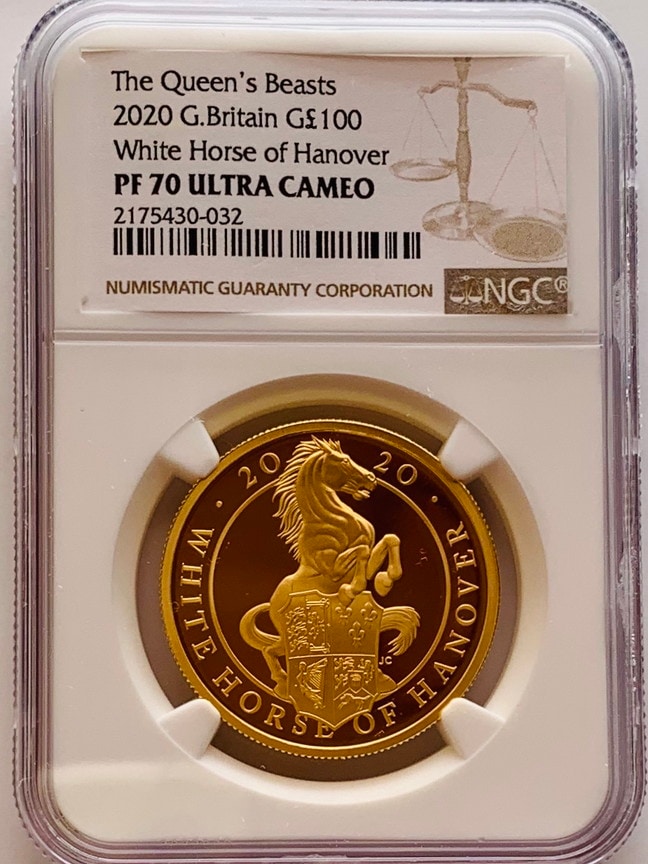 The Queen's Beasts
2020 G.Britain G£100
White Horse of Hanover
PF 70 ULTRA CAMEO
2175430-032
NUMISMATIC GUARANTY CORPORATION
NGC®
· 20 20 ·
WHITE HORSE OF HANOVER
JC